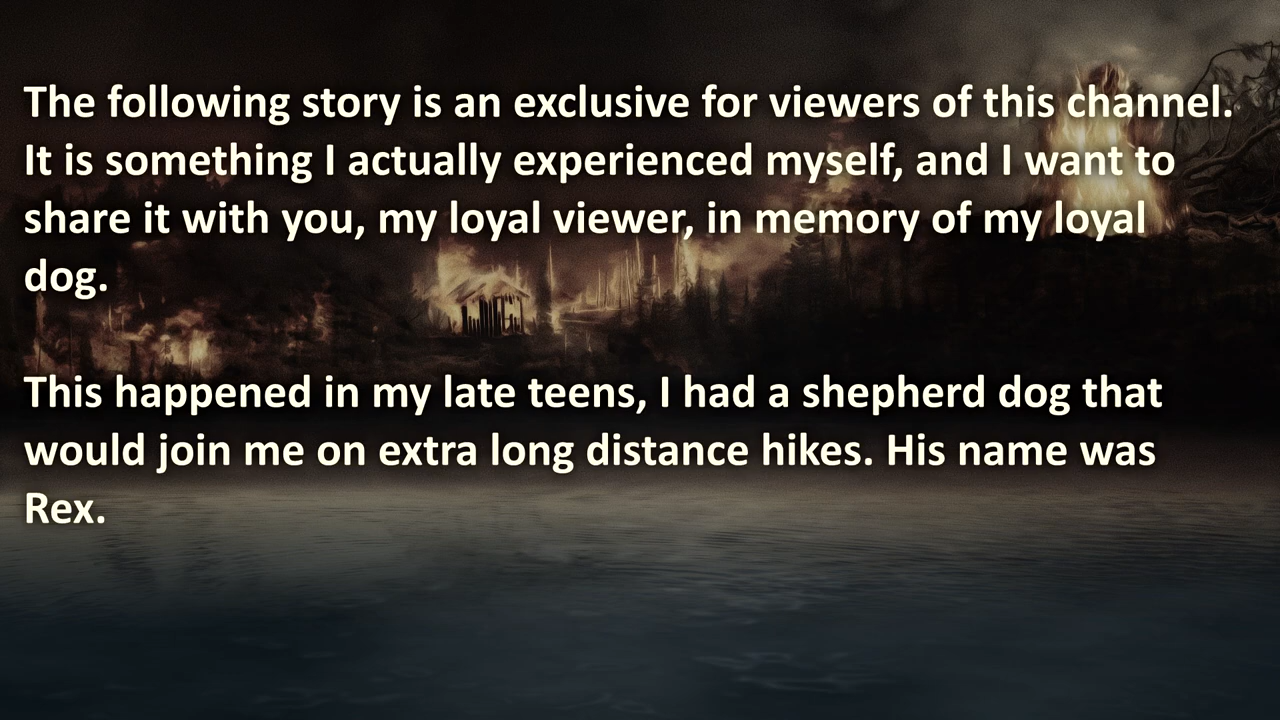 The following story is an exclusive for viewers of this channel.
It is something I actually experienced myself, and I want to
share it with you, my loyal viewer, in memory of my loyal
dog.
This happened in my late teens, I had a shepherd dog that
would join me on extra long distance hikes. His name was
Rex.